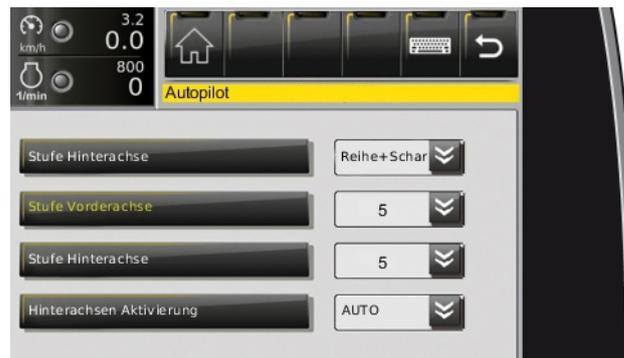 3.2
km/h 0.0
800
1/min 0
Autopilot
Stufe Hinterachse Reihe+Schar
Stufe Vorderachse 5
Stufe Hinterachse 5
Hinterachsen Aktivierung AUTO